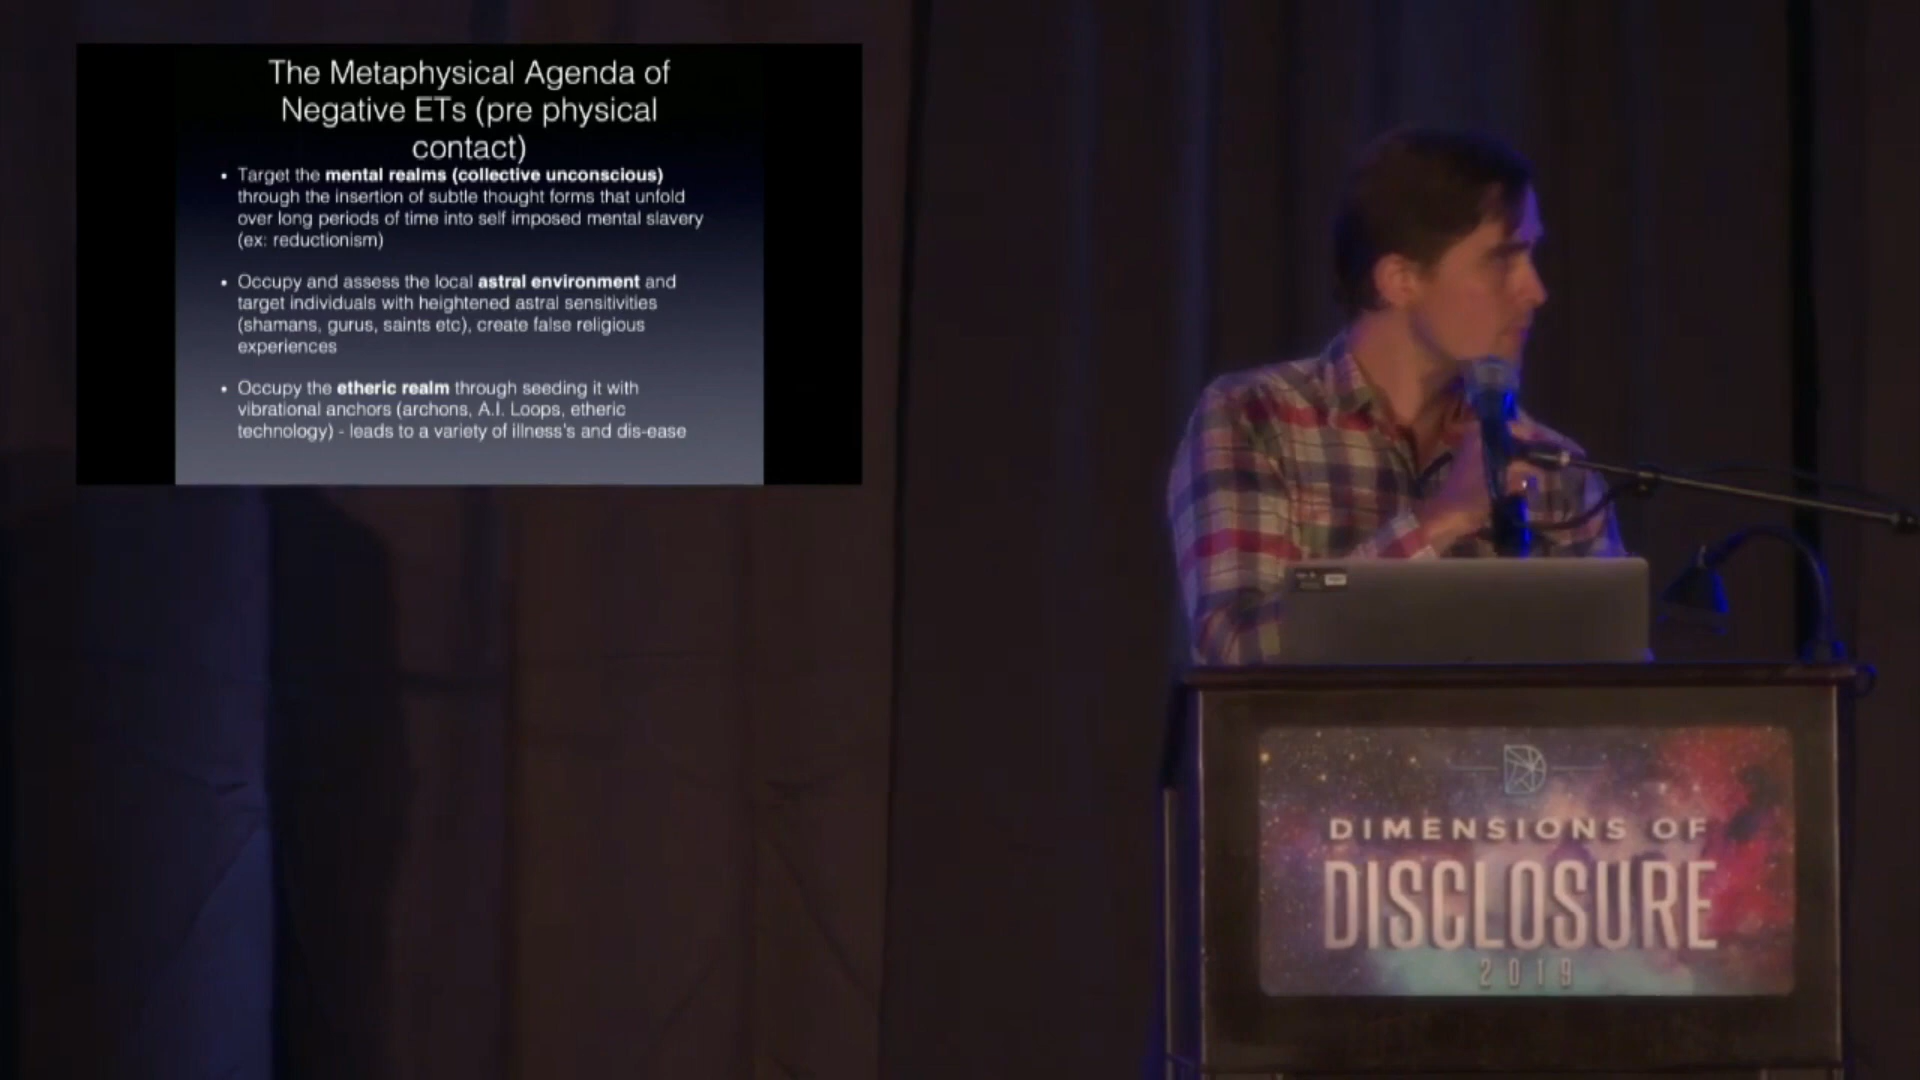 The Metaphysical Agenda of
Negative ETs (pre physical
contact)
• Target the mental realms (collective unconscious)
through the insertion of subtle thought forms that unfold
over long periods of time into self imposed mental slavery
(ex: reductionism)
• Occupy and assess the local astral environment and
target individuals with heightened astral sensitivities
(shamans, gurus, saints etc), create false religious
experiences
• Occupy the etheric realm through seeding it with
vibrational anchors (archons, A.I. Loops, etheric
technology) - leads to a variety of illness's and dis-ease
DIMENSIONS OF
DISCLOSURE
2019